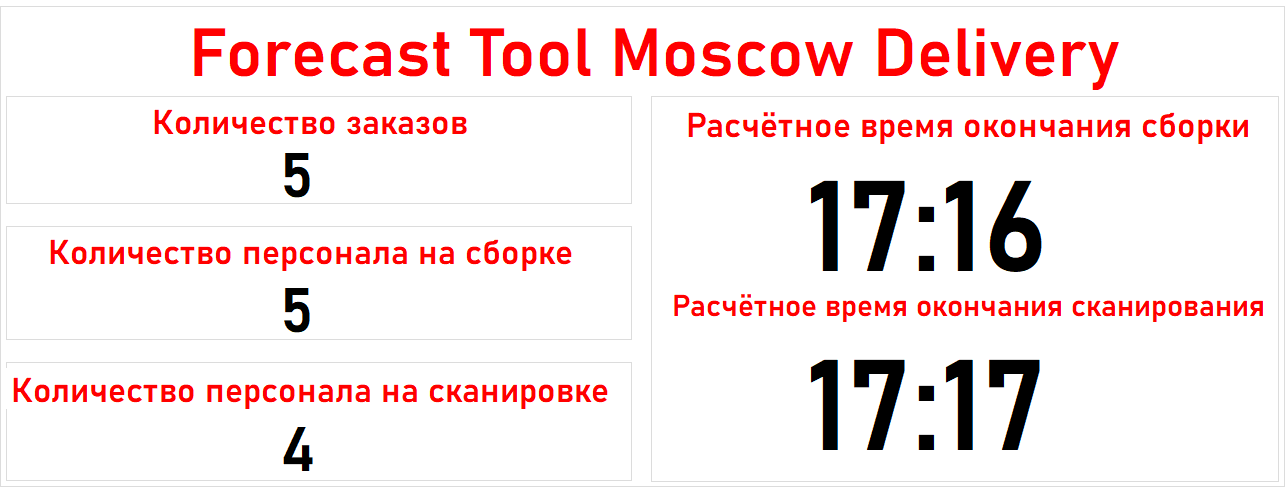 Forecast Tool Moscow Delivery
Количество заказов
5
Количество персонала на сборке
5
Количество персонала на сканировке
4
Расчётное время окончания сборки
17:16
Расчётное время окончания сканирования
17:17